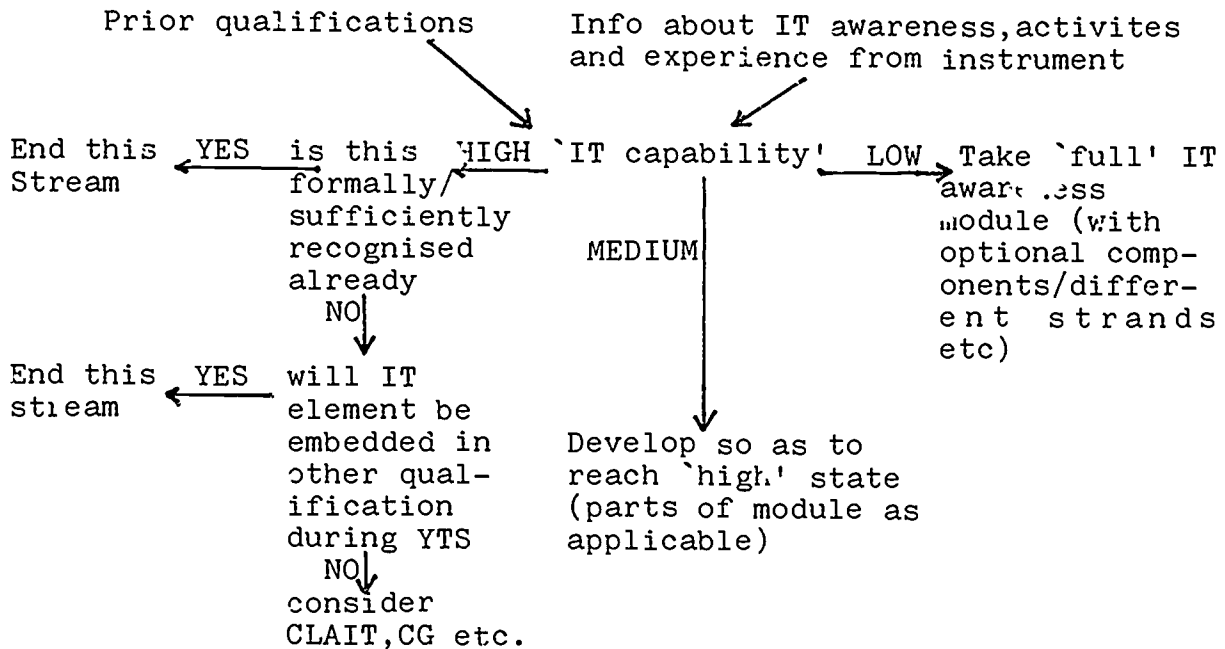 Prior qualifications
Info about IT awareness,activites
and experience from instrument
End this
Stream
YES
is this
formally/
sufficiently
recognised
already
HIGH
`IT capability'
LOW
Take `full' IT
awareness
module (with
optional comp-
onents/differ-
ent strands
etc)
MEDIUM
NO
End this
stream
YES
will IT
element be
embedded in
other qual-
ification
during YTS
Develop so as to
reach `high' state
(parts of module as
applicable)
NO
consider
CLAIT,CG etc.